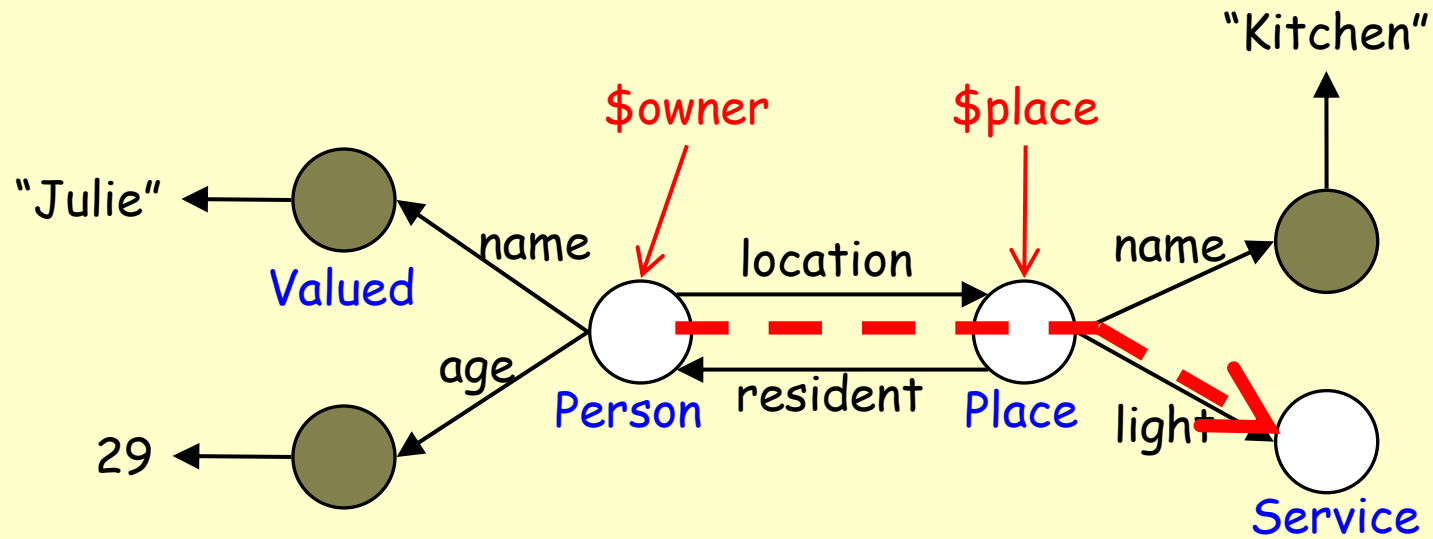 “Kitchen”
$owner
$place
“Julie”
name
location
name
Valued
age
Person
resident
Place
light
29
Service